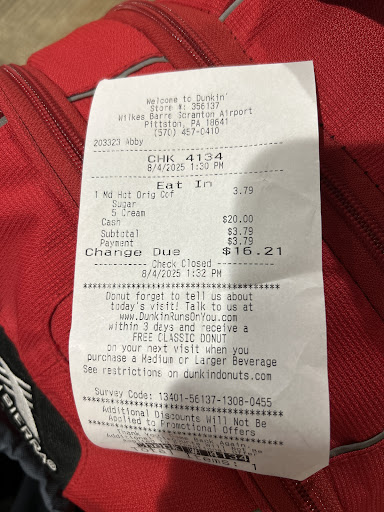 Welcome to Dunkin'
Store #: 356137
Wilkes Barre Scranton Airport
Pittston, PA 18641
(570) 457-0410
203323 Abby
CHK 4134
8/4/2025 1:30 PM
Eat In
1 Md Hot Orig Cof 3.79
Sugar
5 Cream
Cash $20.00
Subtotal $3.79
Payment $3.79
Change Due $16.21
---------- Check Closed ----------
8/4/2025 1:32 PM
****************************************
Donut forget to tell us about
today's visit! Talk to us at
www.DunkinRunsOnYou.com
within 3 days and receive a
FREE CLASSIC DONUT
on your next visit when you
purchase a Medium or Larger Beverage
See restrictions on dunkindonuts.com
Survey Code: 13401-56137-1308-0455
****************************************
Additional Discounts Will Not Be
Applied to Promotional Offers
****************************************